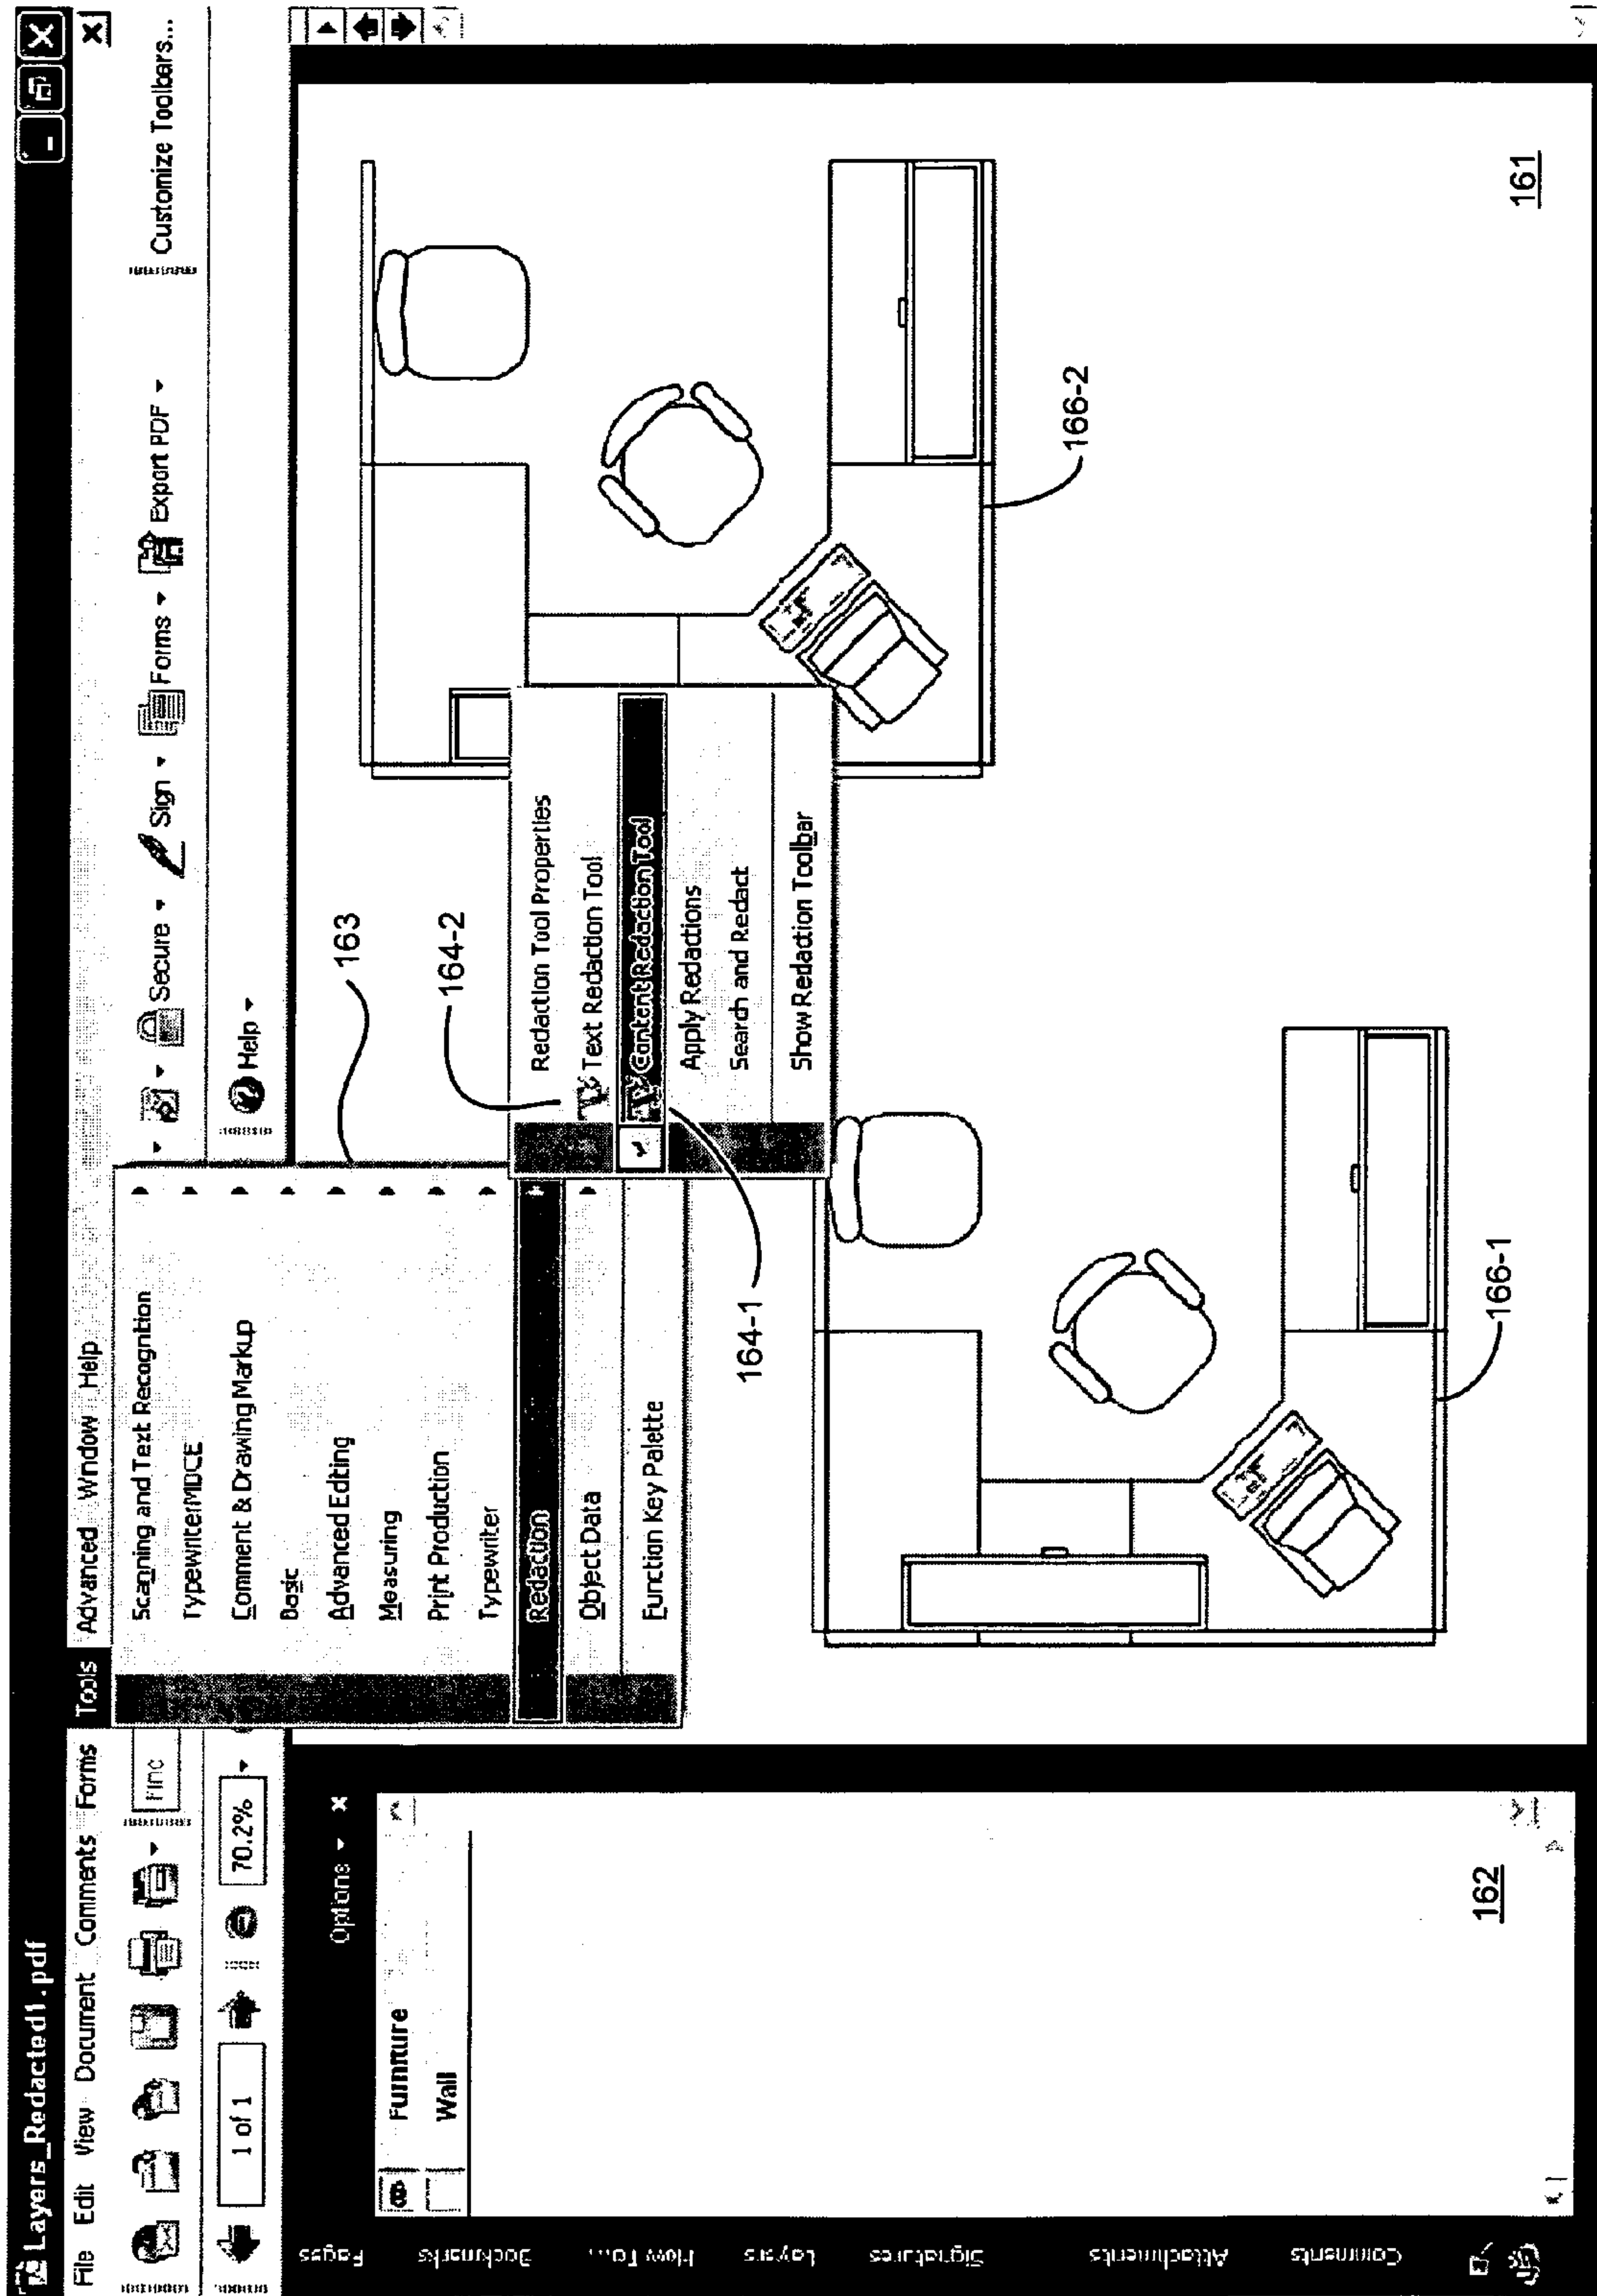 Layers_Redacted1.pdf
File Edit View Document Comments Forms Tools Advanced Window Help
Find
Secure
Sign
Forms
Export PDF
Customize Toolbars...
1 of 1
70.2%
Help
Options
Furniture
Wall
Pages
Bookmarks
How To...
Layers
Signatures
Attachments
Comments
162
Scanning and Text Recognition
TypewriterMDCE
Comment & Drawing Markup
Basic
Advanced Editing
Measuring
Print Production
Typewriter
Redaction
Object Data
Function Key Palette
163
164-2
Redaction Tool Properties
Text Redaction Tool
Content Redaction Tool
Apply Redactions
Search and Redact
Show Redaction Toolbar
164-1
166-2
166-1
161